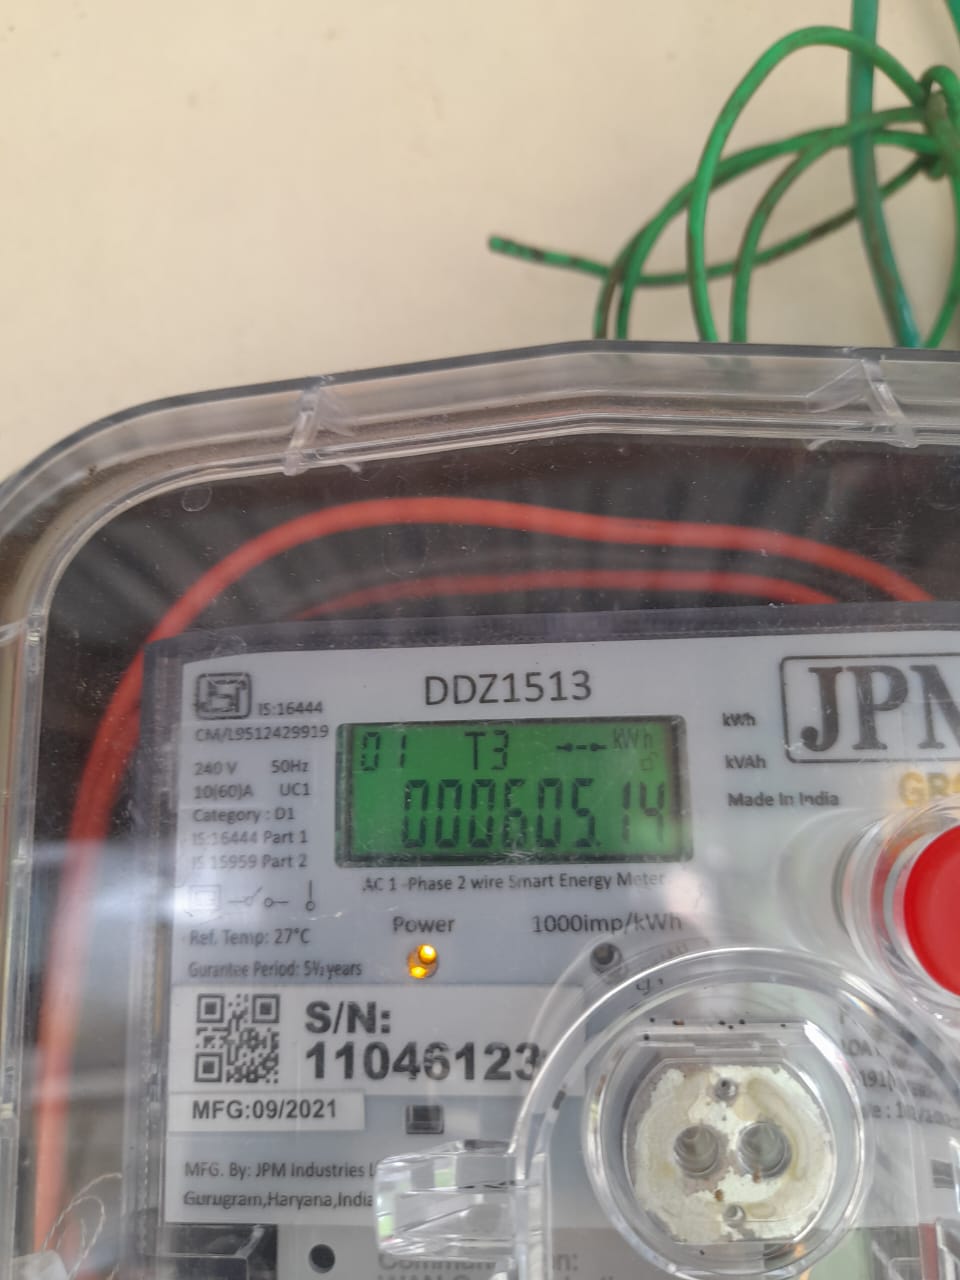 DDZ1513
IS:16444
CM/L9512429919
240 V 50Hz
10(60)A UC1
Category : D1
IS:16444 Part 1
IS 15959 Part 2
01 T3 kWh
000605.14
kWh
kVAh
JPM
Made In India
AC 1 -Phase 2 wire Smart Energy Meter
Power 1000imp/kWh
Ref. Temp: 27°C
Gurantee Period: 5½ years
S/N:
11046123
MFG:09/2021
MFG. By: JPM Industries
Gurugram,Haryana,India